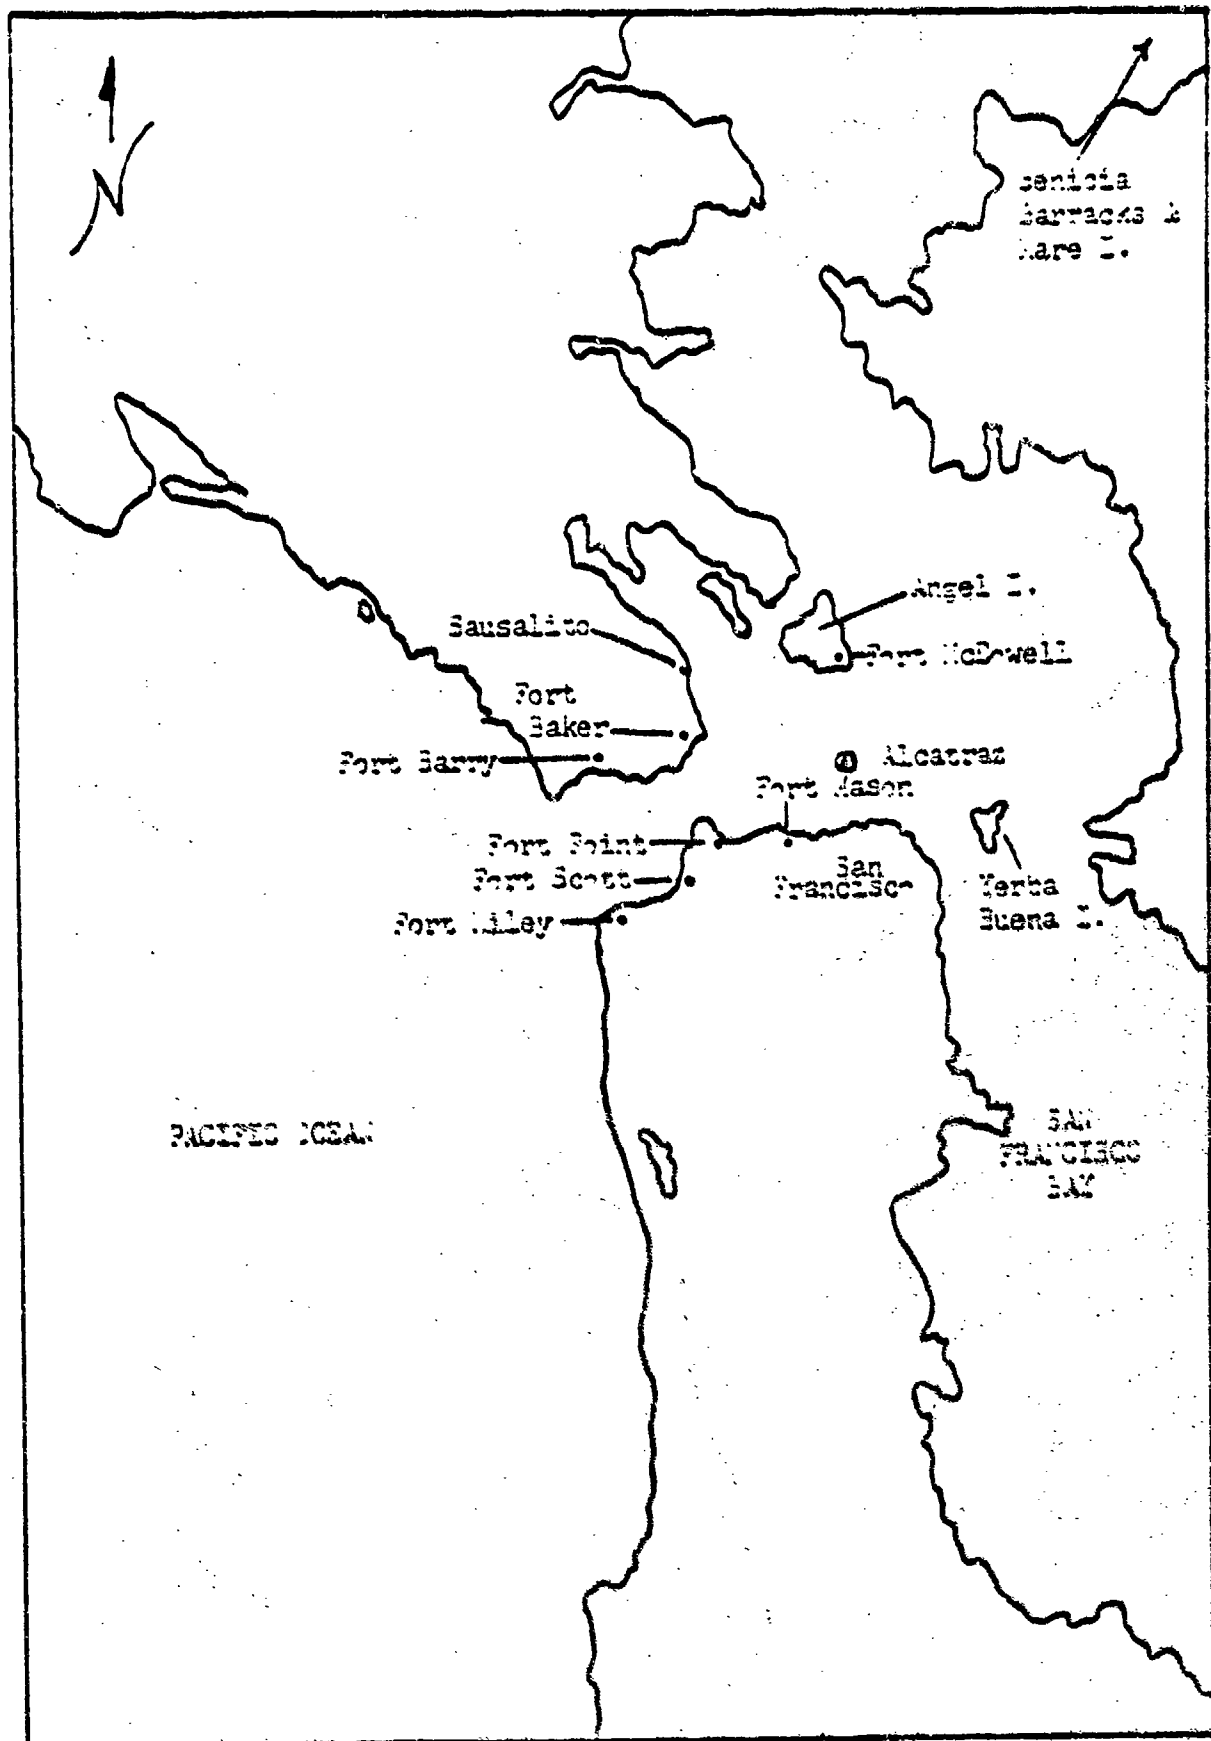 N
Benicia
Barracks &
Mare I.
Angel I.
Sausalito
Fort McDowell
Fort
Baker
Fort Barry
Alcatraz
Fort Mason
Fort Point
San
Francisco
Fort Scott
Yerba
Buena I.
Fort Miley
PACIFIC OCEAN
SAN
FRANCISCO
BAY